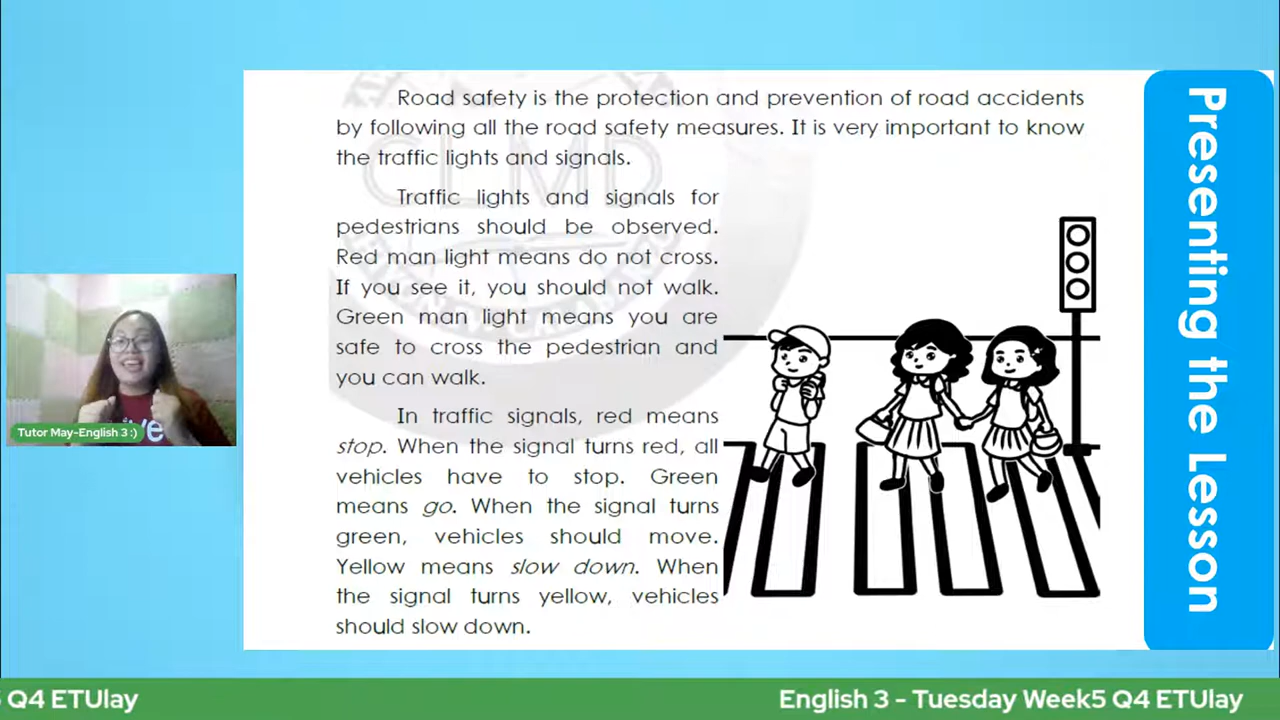 Road safety is the protection and prevention of road accidents
by following all the road safety measures. It is very important to know
the traffic lights and signals.
Traffic lights and signals for
pedestrians should be observed.
Red man light means do not cross.
If you see it, you should not walk.
Green man light means you are
safe to cross the pedestrian and
you can walk.
In traffic signals, red means
stop. When the signal turns red, all
vehicles have to stop. Green
means go. When the signal turns
green, vehicles should move.
Yellow means slow down. When
the signal turns yellow, vehicles
should slow down.
Presenting the Lesson
CLMD
Tutor May-English 3 :)
Q4 ETUlay
English 3 - Tuesday Week5 Q4 ETUlay